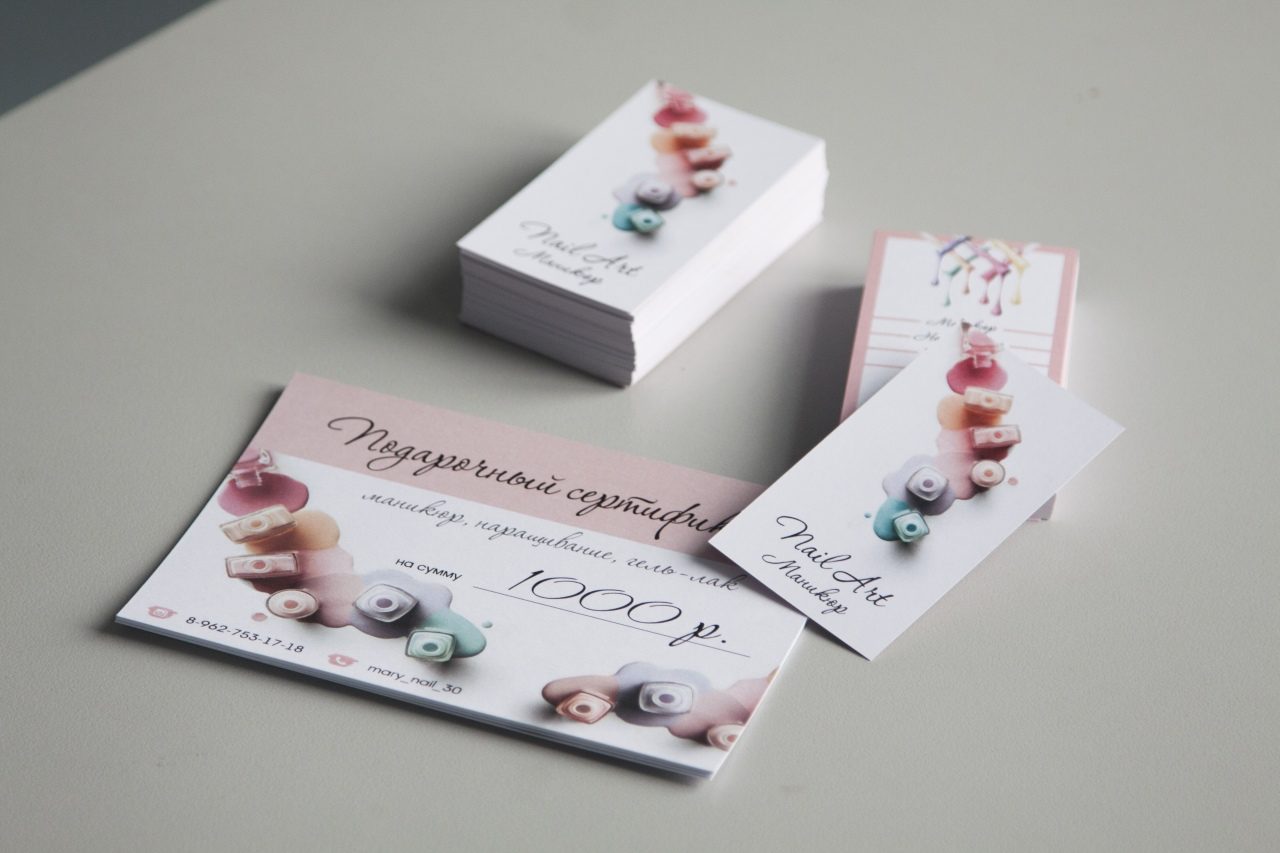 Nail Art
Маникюр
Подарочный сертифик
маникюр, наращивание, гель-лак
на сумму 1000 р.
8-962-753-17-18
mary_nail_30
Nail Art
Маникюр